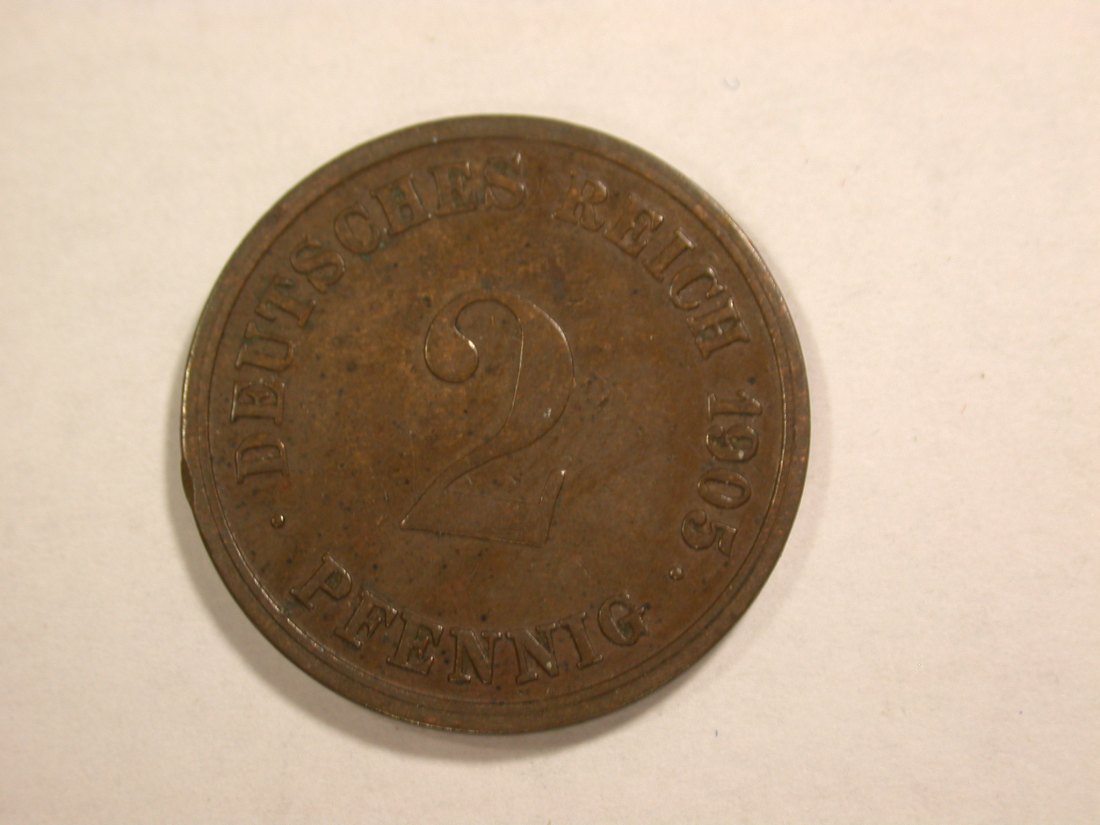 DEUTSCHES REICH 1905
2
· PFENNIG ·